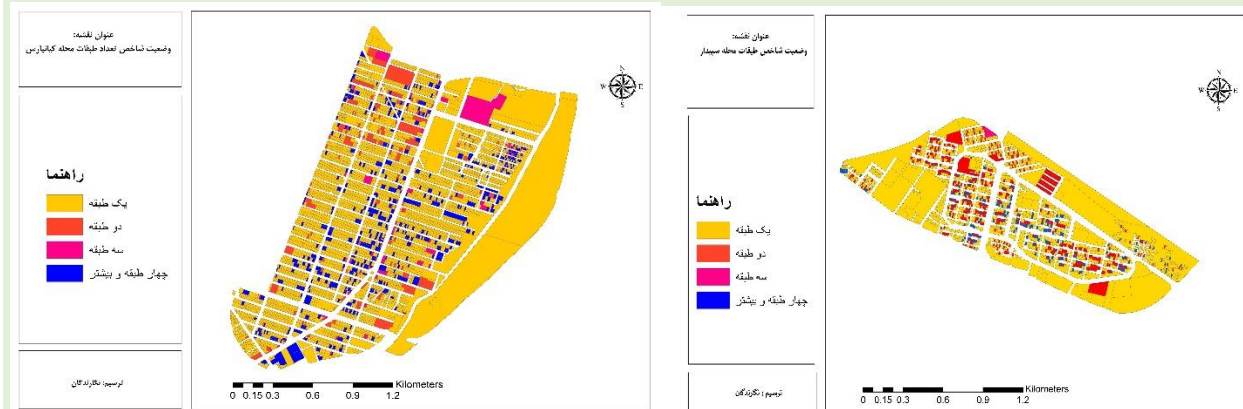 عنوان نقشه:
وضعیت شاخص تعداد طبقات محله کیانپارس
راهنما
یک طبقه
دو طبقه
سه طبقه
چهار طبقه و بیشتر
ترسیم: نگارندگان
N
W E
S
Kilometers
0 0.15 0.3 0.6 0.9 1.2
عنوان نقشه:
وضعیت شاخص طبقات محله سپیدار
راهنما
یک طبقه
دو طبقه
سه طبقه
چهار طبقه و بیشتر
ترسیم : نگارندگان
N
W E
S
Kilometers
0 0.15 0.3 0.6 0.9 1.2